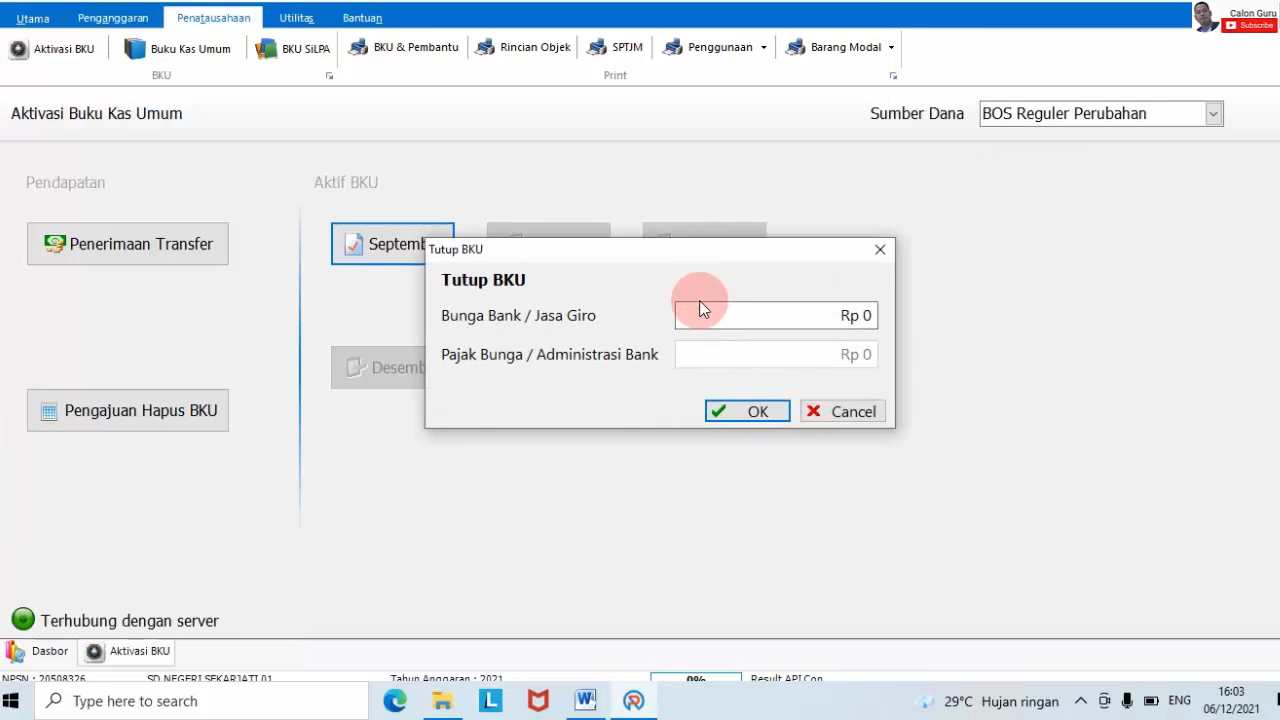 Utama Penganggaran Penatausahaan Utilitas Bantuan
Calon Guru
Subscribe
Aktivasi BKU Buku Kas Umum BKU SiLPA BKU & Pembantu Rincian Objek SPTJM Penggunaan Barang Modal
BKU Print
Aktivasi Buku Kas Umum Sumber Dana BOS Reguler Perubahan
Pendapatan Aktif BKU
Penerimaan Transfer Septemb
Tutup BKU
Tutup BKU
Bunga Bank / Jasa Giro Rp 0
Pajak Bunga / Administrasi Bank Rp 0
Desemb
OK Cancel
Pengajuan Hapus BKU
Terhubung dengan server
Dasbor Aktivasi BKU
NPSN : 20508326 SD NEGERI SEKARJATI 01 Tahun Anggaran : 2021 0% Result API Con
Type here to search 29°C Hujan ringan ENG 16:03
06/12/2021